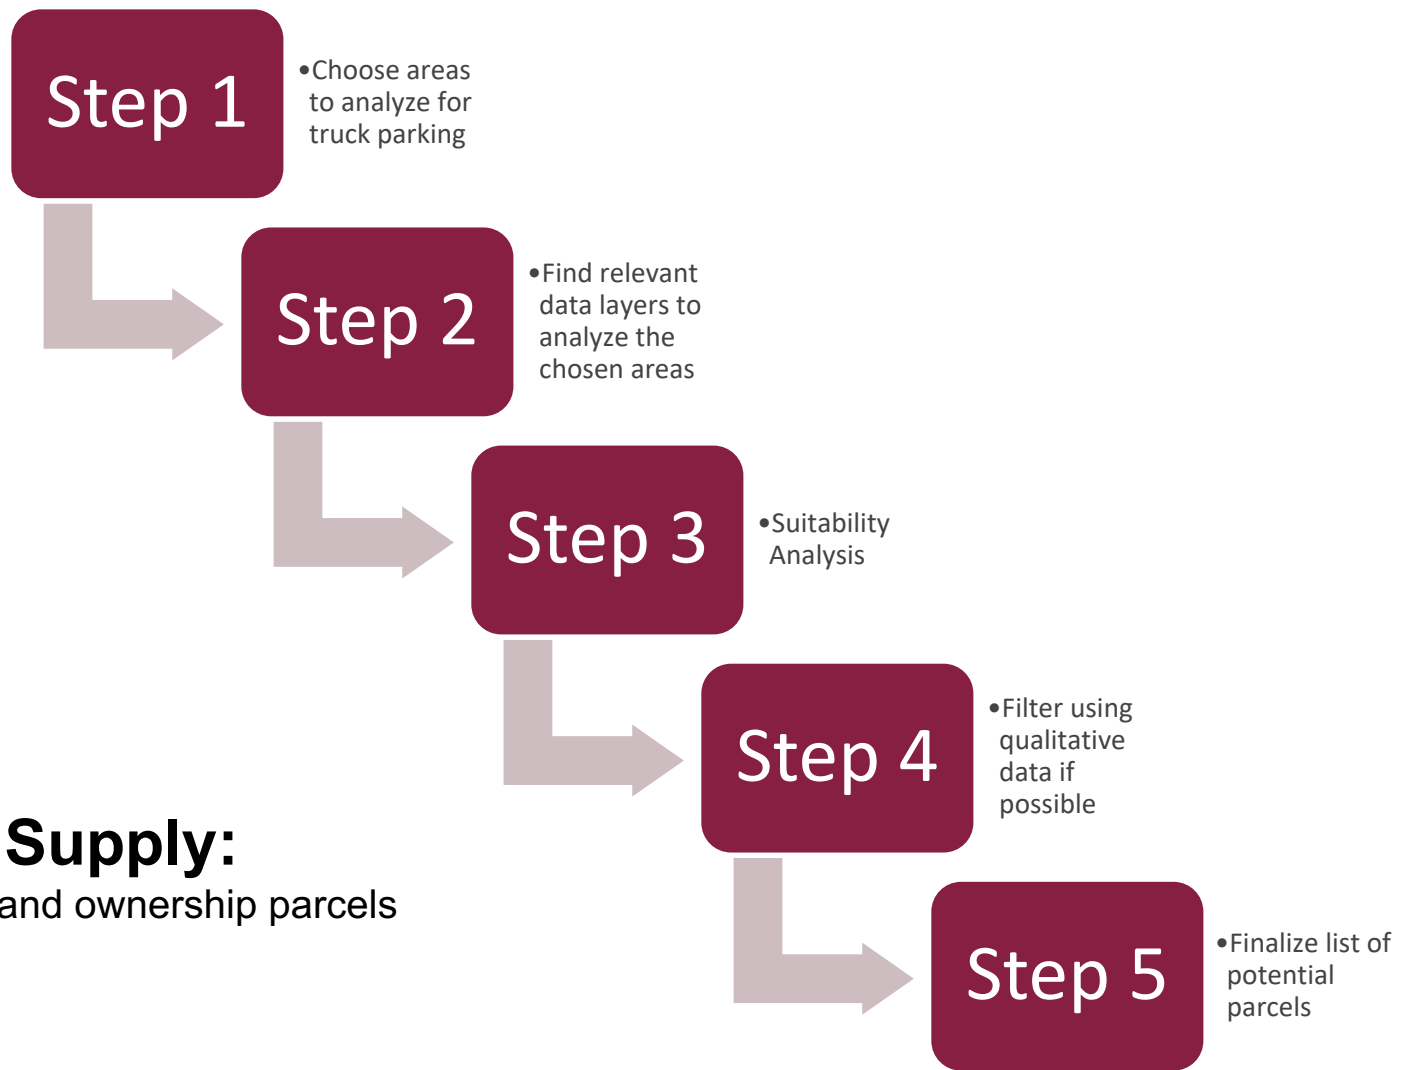 Step 1
•Choose areas
to analyze for
truck parking
Step 2
•Find relevant
data layers to
analyze the
chosen areas
Step 3
•Suitability
Analysis
Step 4
•Filter using
qualitative
data if
possible
Supply:
and ownership parcels
Step 5
•Finalize list of
potential
parcels